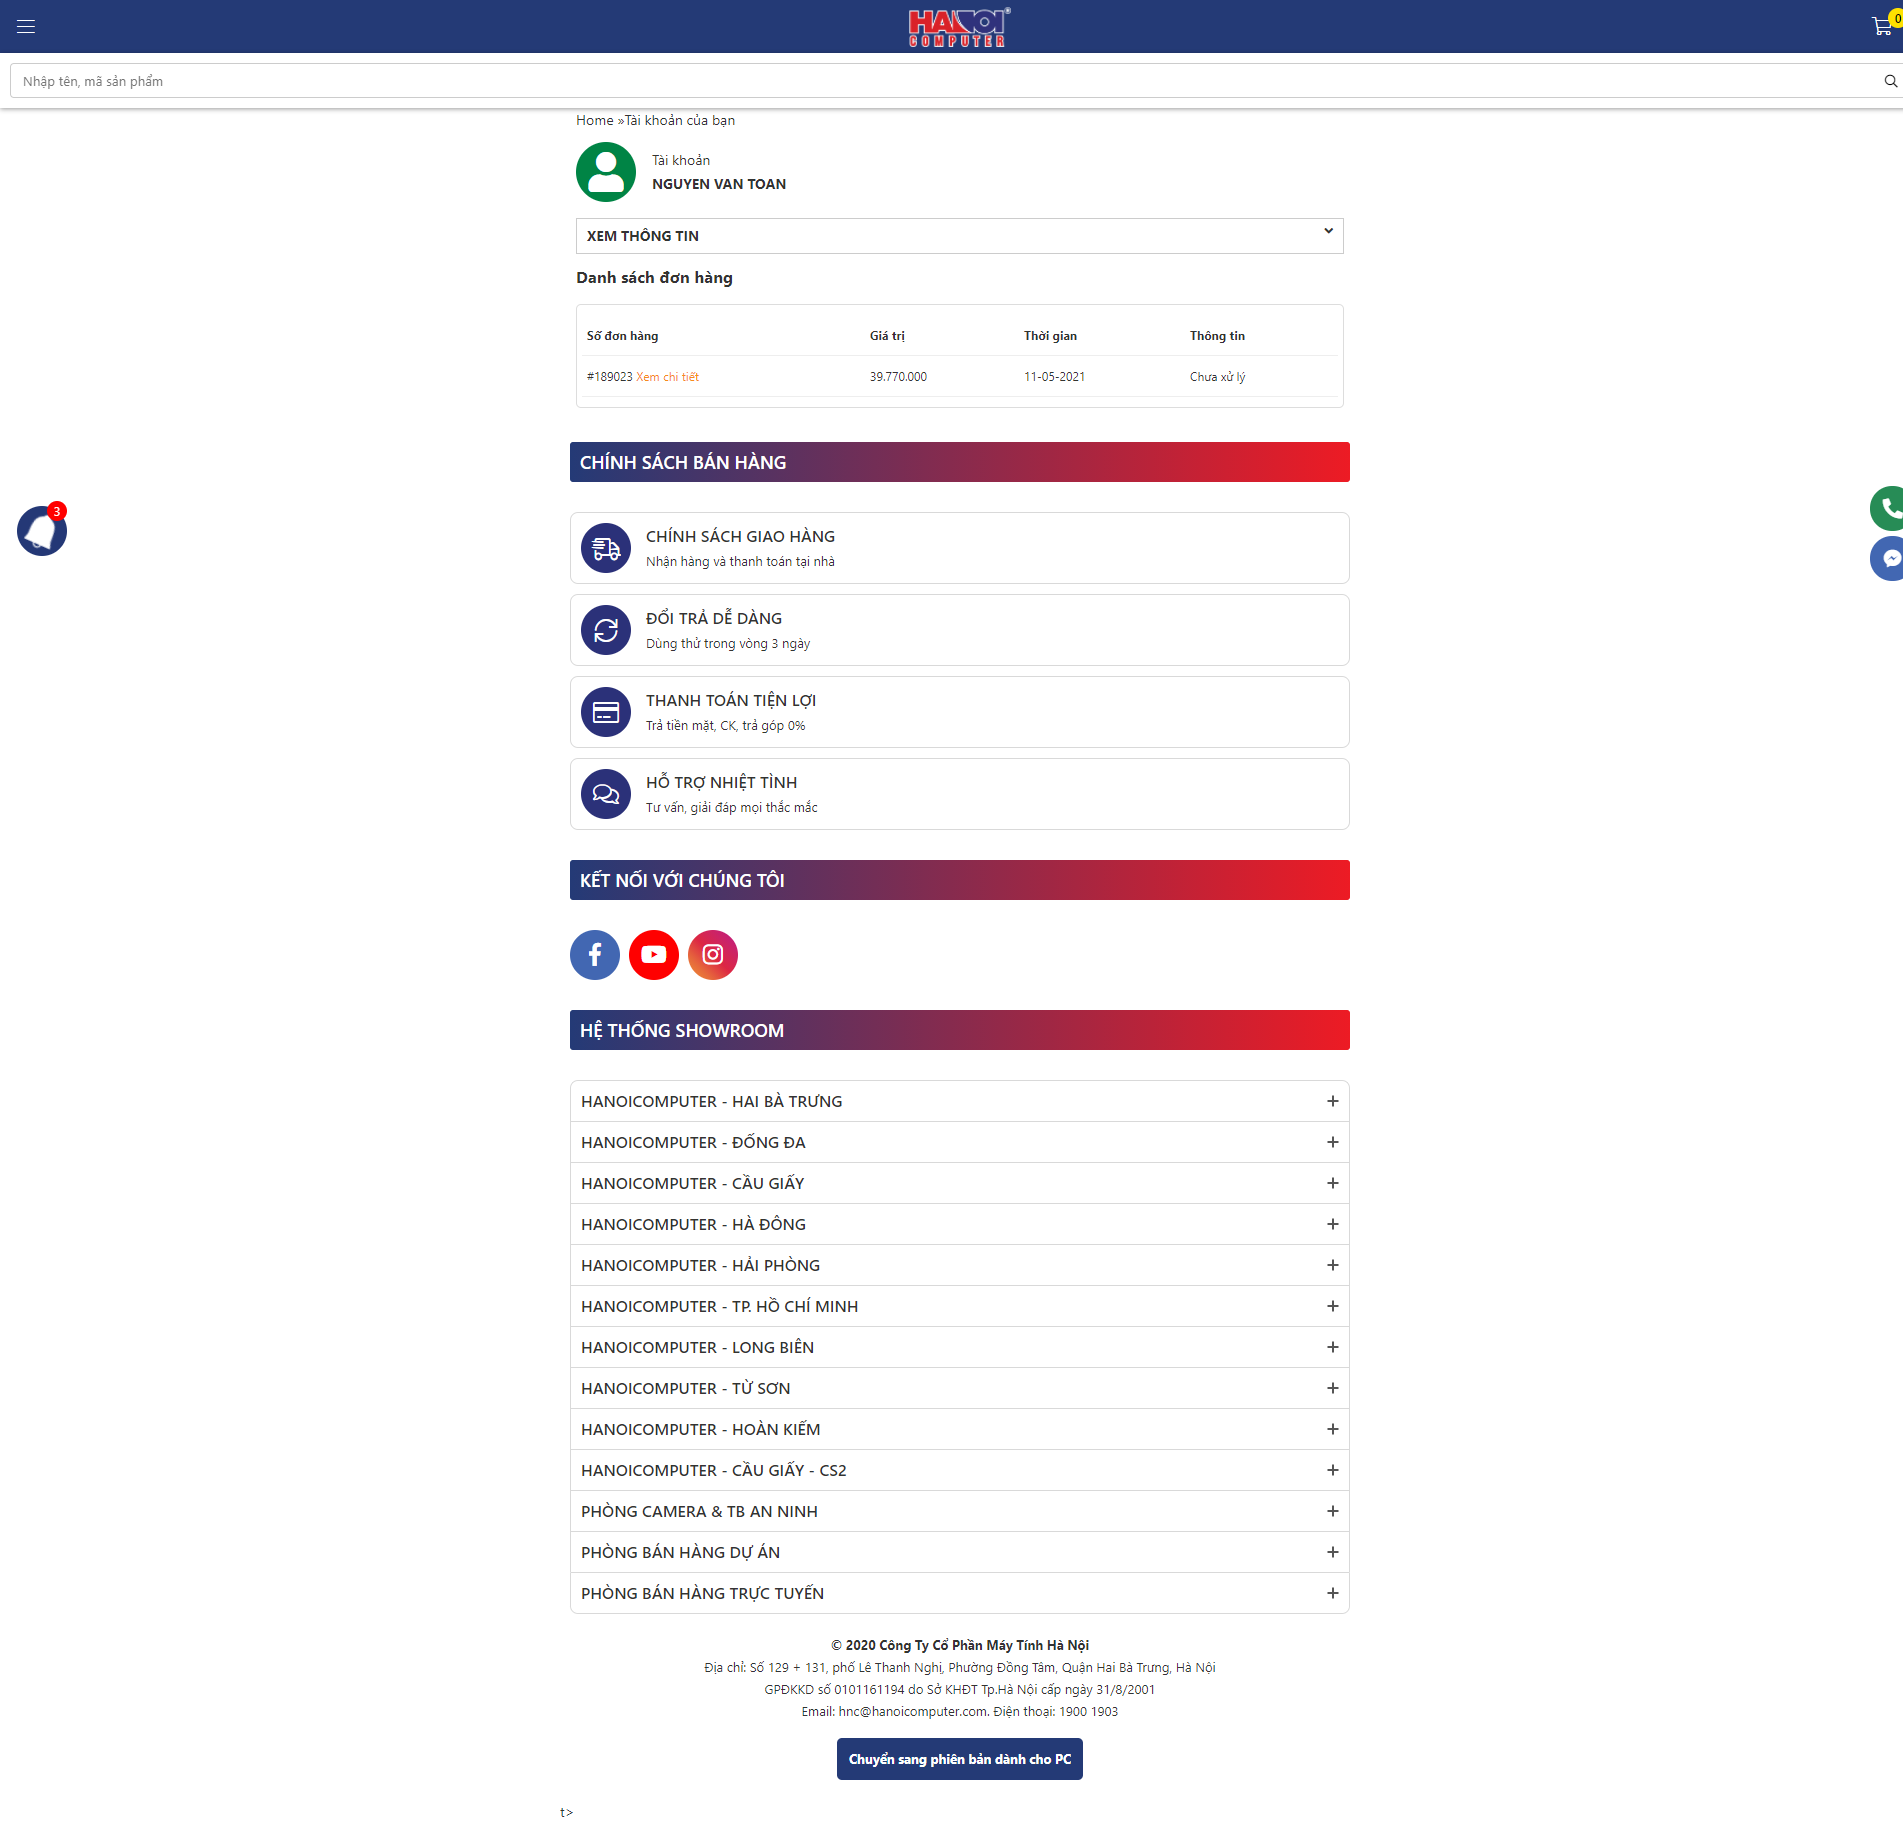 HANOI®
COMPUTER
0
Nhập tên, mã sản phẩm
Home »Tài khoản của bạn
Tài khoản
NGUYEN VAN TOAN
XEM THÔNG TIN
Danh sách đơn hàng
Số đơn hàng Giá trị Thời gian Thông tin
#189023 Xem chi tiết 39.770.000 11-05-2021 Chưa xử lý
CHÍNH SÁCH BÁN HÀNG
3
CHÍNH SÁCH GIAO HÀNG
Nhận hàng và thanh toán tại nhà
ĐỔI TRẢ DỄ DÀNG
Dùng thử trong vòng 3 ngày
THANH TOÁN TIỆN LỢI
Trả tiền mặt, CK, trả góp 0%
HỖ TRỢ NHIỆT TÌNH
Tư vấn, giải đáp mọi thắc mắc
KẾT NỐI VỚI CHÚNG TÔI
HỆ THỐNG SHOWROOM
HANOICOMPUTER - HAI BÀ TRƯNG
HANOICOMPUTER - ĐỐNG ĐA
HANOICOMPUTER - CẦU GIẤY
HANOICOMPUTER - HÀ ĐÔNG
HANOICOMPUTER - HẢI PHÒNG
HANOICOMPUTER - TP. HỒ CHÍ MINH
HANOICOMPUTER - LONG BIÊN
HANOICOMPUTER - TỪ SƠN
HANOICOMPUTER - HOÀN KIẾM
HANOICOMPUTER - CẦU GIẤY - CS2
PHÒNG CAMERA & TB AN NINH
PHÒNG BÁN HÀNG DỰ ÁN
PHÒNG BÁN HÀNG TRỰC TUYẾN
© 2020 Công Ty Cổ Phần Máy Tính Hà Nội
Địa chỉ: Số 129 + 131, phố Lê Thanh Nghị, Phường Đồng Tâm, Quận Hai Bà Trưng, Hà Nội
GPĐKKD số 0101161194 do Sở KHĐT Tp.Hà Nội cấp ngày 31/8/2001
Email: hnc@hanoicomputer.com. Điện thoại: 1900 1903
Chuyển sang phiên bản dành cho PC
t>